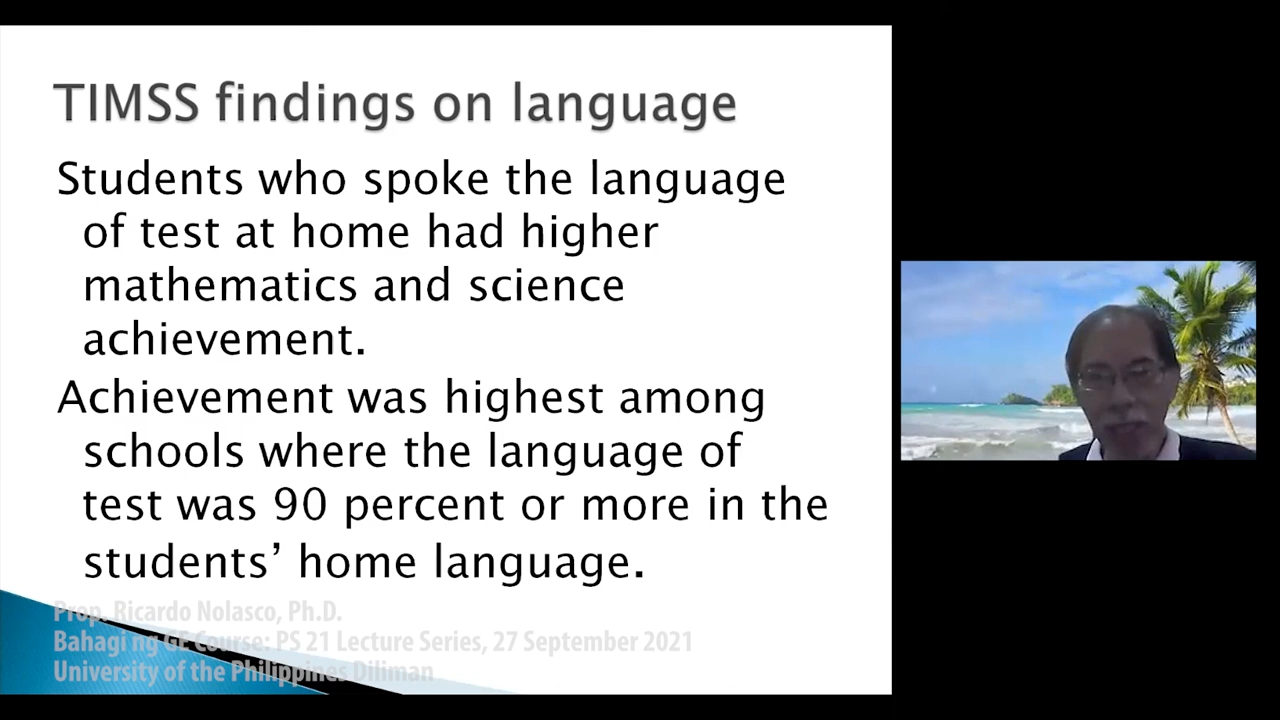 TIMSS findings on language
Students who spoke the language
of test at home had higher
mathematics and science
achievement.
Achievement was highest among
schools where the language of
test was 90 percent or more in the
students’ home language.
Prop. Ricardo Nolasco, Ph.D.
Bahagi ng GE Course: PS 21 Lecture Series, 27 September 2021
University of the Philippines Diliman